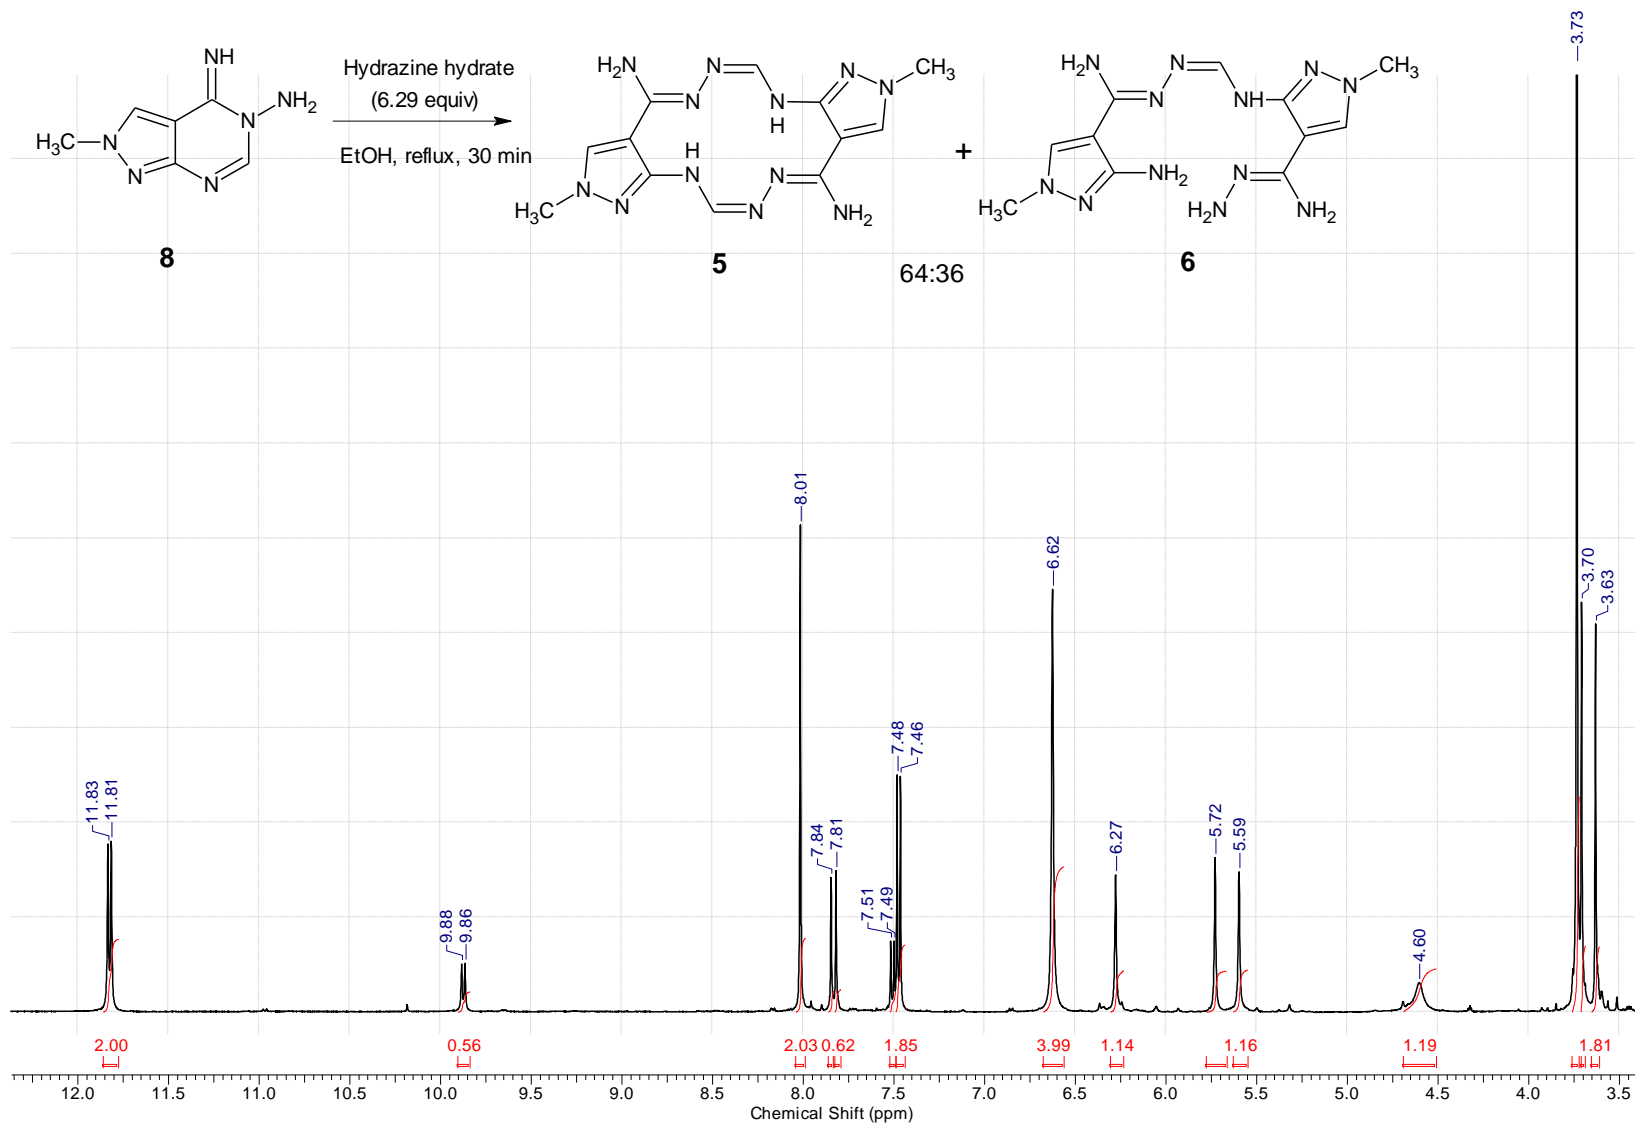 NH
NH2
N
H3C
N
N
N
8
Hydrazine hydrate
(6.29 equiv)
EtOH, reflux, 30 min
H2N
N
N
N
H
N
N
CH3
H
N
N
N
N
N
H3C
NH2
5
+
64:36
H2N
N
N
NH
N
N
CH3
NH2
N
N
H3C
N
H2N
NH2
6
11.83
11.81
9.88
9.86
8.01
7.84
7.81
7.51
7.49
7.48
7.46
6.62
6.27
5.72
5.59
4.60
3.73
3.70
3.63
2.00 0.56 2.03 0.62 1.85 3.99 1.14 1.16 1.19 1.81
12.0 11.5 11.0 10.5 10.0 9.5 9.0 8.5 8.0 7.5 7.0 6.5 6.0 5.5 5.0 4.5 4.0 3.5
Chemical Shift (ppm)